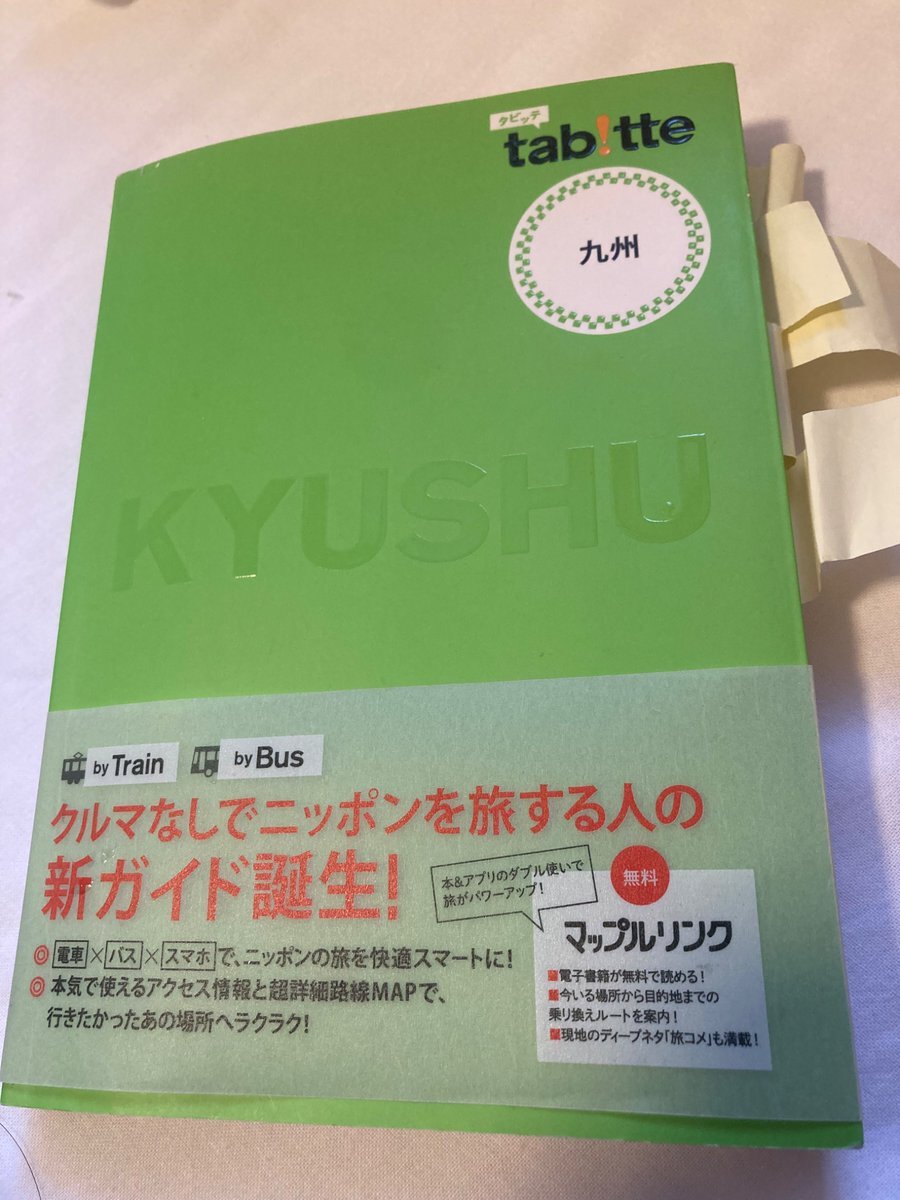 タビッテ
tab!tte
九州
KYUSHU
by Train
by Bus
クルマなしでニッポンを旅する人の
新ガイド誕生!
本&アプリのダブル使いで
旅がパワーアップ!
無料
マップルリンク
電子書籍が無料で読める!
今いる場所から目的地までの
乗り換えルートを案内!
現地のディープネタ「旅コメ」も満載!
◎電車×バス×スマホで、ニッポンの旅を快適スマートに!
◎本気で使えるアクセス情報と超詳細路線MAPで、
行きたかったあの場所へラクラク!